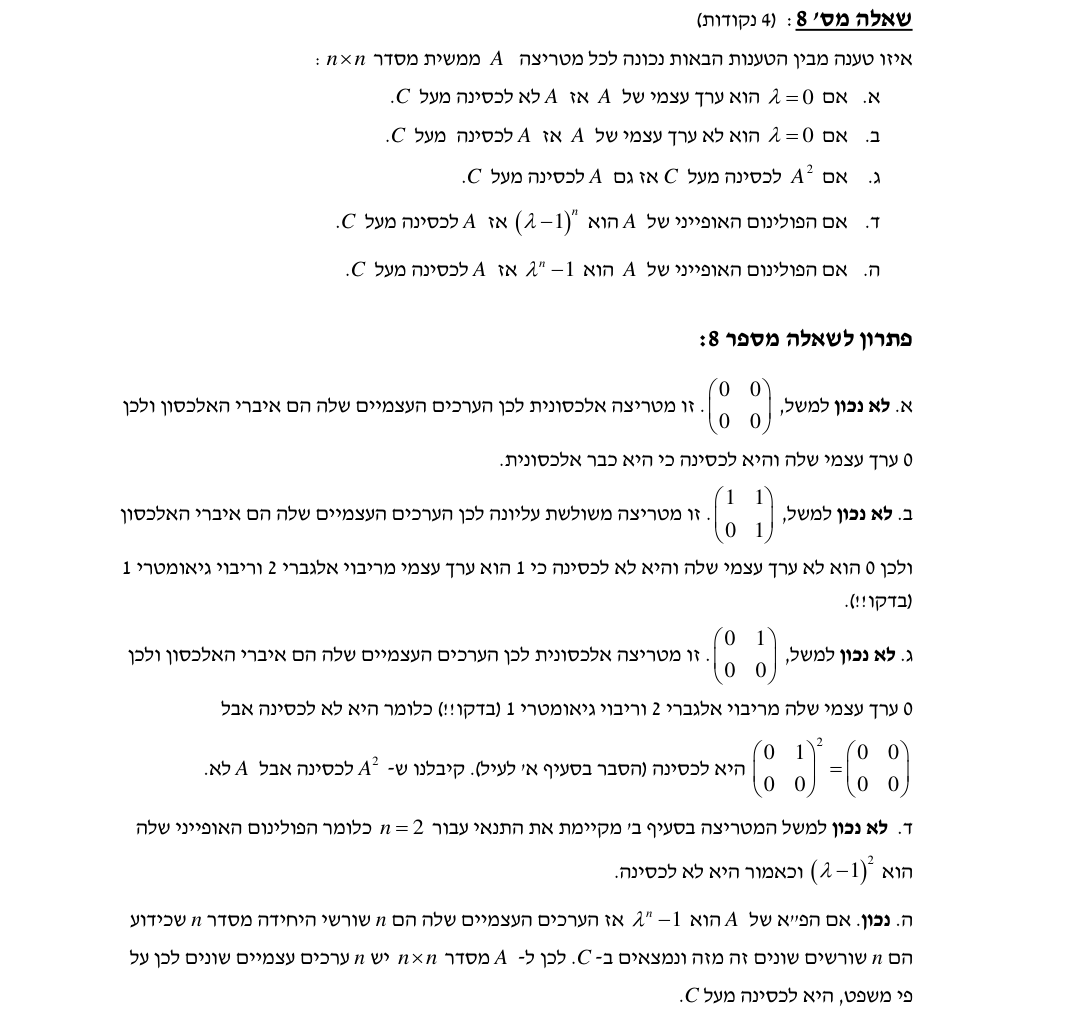 שאלה מס׳ 8 : (4 נקודות)
איזו טענה מבין הטענות הבאות נכונה לכל מטריצה A ממשית מסדר n×n :
א. אם λ = 0 הוא ערך עצמי של A אז A לא לכסינה מעל C.
ב. אם λ = 0 הוא לא ערך עצמי של A אז A לכסינה מעל C.
ג. אם A² לכסינה מעל C אז גם A לכסינה מעל C.
ד. אם הפולינום האופייני של A הוא (λ−1)ⁿ אז A לכסינה מעל C.
ה. אם הפולינום האופייני של A הוא λⁿ −1 אז A לכסינה מעל C.
פתרון לשאלה מספר 8:
א. לא נכון למשל, (0 0; 0 0). זו מטריצה אלכסונית לכן הערכים העצמיים שלה הם איברי האלכסון ולכן
0 ערך עצמי שלה והיא לכסינה כי היא כבר אלכסונית.
ב. לא נכון למשל, (1 1; 0 1). זו מטריצה משולשת עליונה לכן הערכים העצמיים שלה הם איברי האלכסון
ולכן 0 הוא לא ערך עצמי שלה והיא לא לכסינה כי 1 הוא ערך עצמי מריבוי אלגברי 2 וריבוי גיאומטרי 1
(בדקו!!).
ג. לא נכון למשל, (0 1; 0 0). זו מטריצה אלכסונית לכן הערכים העצמיים שלה הם איברי האלכסון ולכן
0 ערך עצמי שלה מריבוי אלגברי 2 וריבוי גיאומטרי 1 (בדקו!!) כלומר היא לא לכסינה אבל
(0 1; 0 0)² = (0 0; 0 0) היא לכסינה (הסבר בסעיף א׳ לעיל). קיבלנו ש- A² לכסינה אבל A לא.
ד. לא נכון למשל המטריצה בסעיף ב׳ מקיימת את התנאי עבור n = 2 כלומר הפולינום האופייני שלה
הוא (λ−1)² וכאמור היא לא לכסינה.
ה. נכון. אם הפ״א של A הוא λⁿ −1 אז הערכים העצמיים שלה הם n שורשי היחידה מסדר n שכידוע
הם n שורשים שונים זה מזה ונמצאים ב-C. לכן ל- A מסדר n×n יש n ערכים עצמיים שונים לכן על
פי משפט, היא לכסינה מעל C.